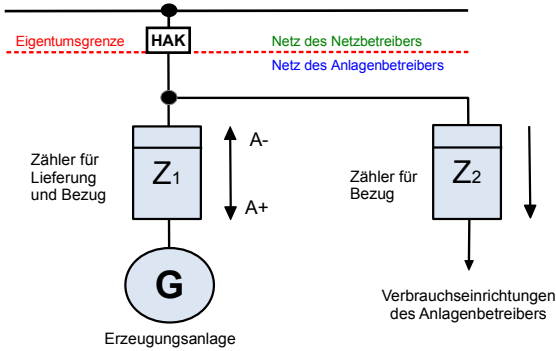 Eigentumsgrenze
HAK
Netz des Netzbetreibers
Netz des Anlagenbetreibers
Zähler für
Lieferung
und Bezug
Z1
A-
A+
Zähler für
Bezug
Z2
G
Erzeugungsanlage
Verbrauchseinrichtungen
des Anlagenbetreibers